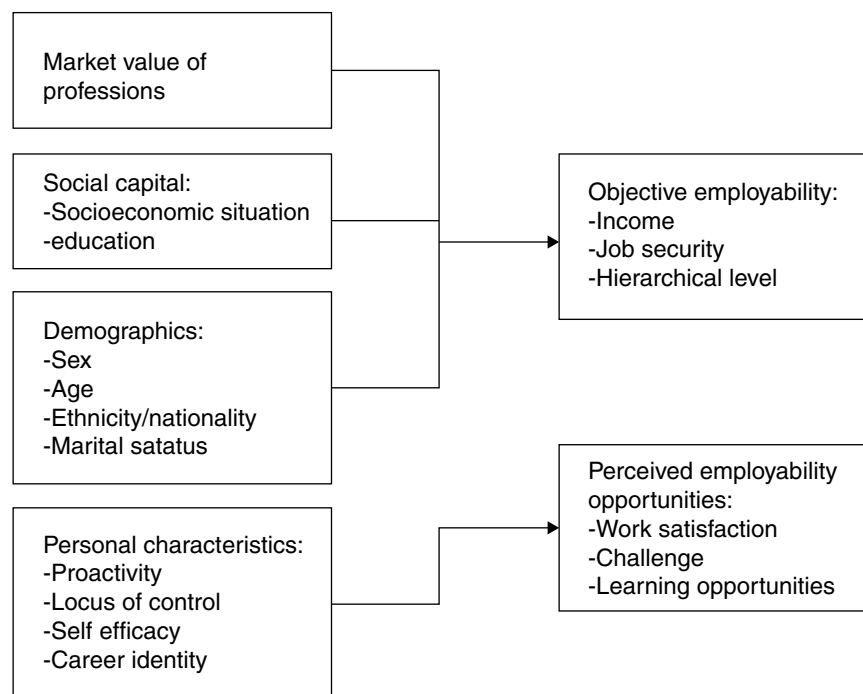 Market value of
professions
Social capital:
-Socioeconomic situation
-education
Demographics:
-Sex
-Age
-Ethnicity/nationality
-Marital satatus
Personal characteristics:
-Proactivity
-Locus of control
-Self efficacy
-Career identity
Objective employability:
-Income
-Job security
-Hierarchical level
Perceived employability
opportunities:
-Work satisfaction
-Challenge
-Learning opportunities